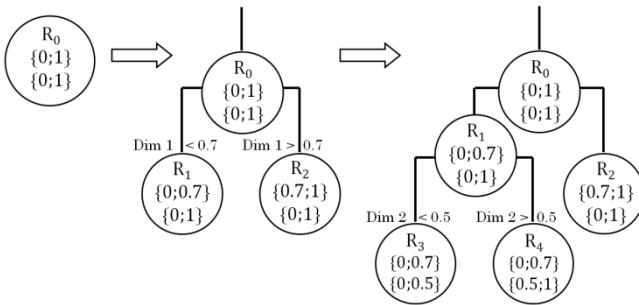 R₀
{0;1}
{0;1}
R₀
{0;1}
{0;1}
Dim 1 < 0.7
Dim 1 > 0.7
R₁
{0;0.7}
{0;1}
R₂
{0.7;1}
{0;1}
R₀
{0;1}
{0;1}
R₁
{0;0.7}
{0;1}
R₂
{0.7;1}
{0;1}
Dim 2 < 0.5
Dim 2 > 0.5
R₃
{0;0.7}
{0;0.5}
R₄
{0;0.7}
{0.5;1}